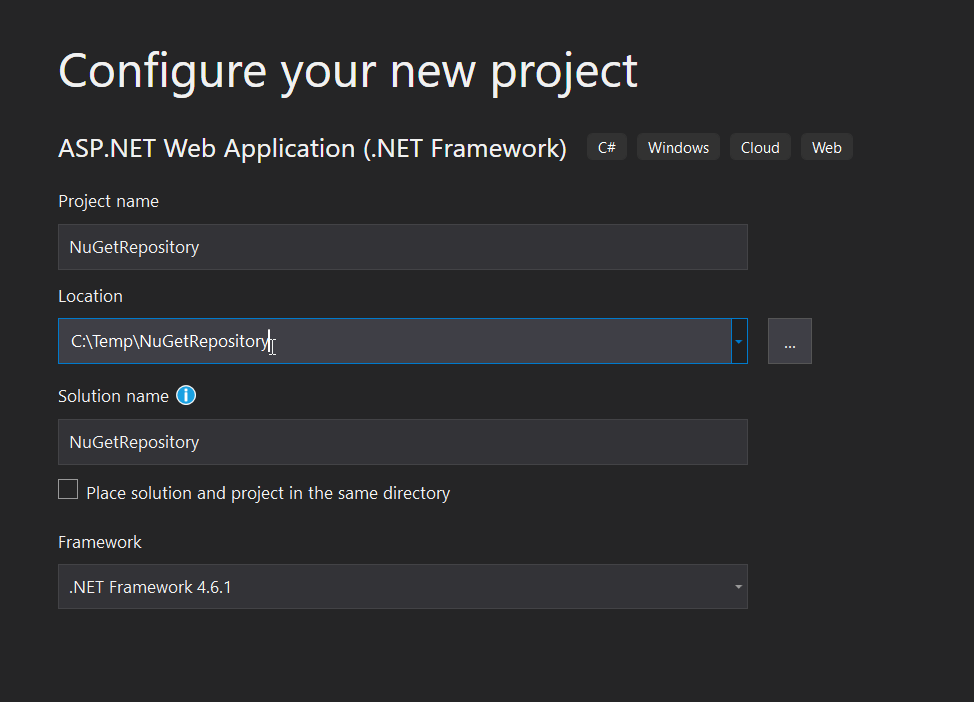 Configure your new project
ASP.NET Web Application (.NET Framework) C# Windows Cloud Web
Project name
NuGetRepository
Location
C:\Temp\NuGetRepository
...
Solution name
NuGetRepository
Place solution and project in the same directory
Framework
.NET Framework 4.6.1